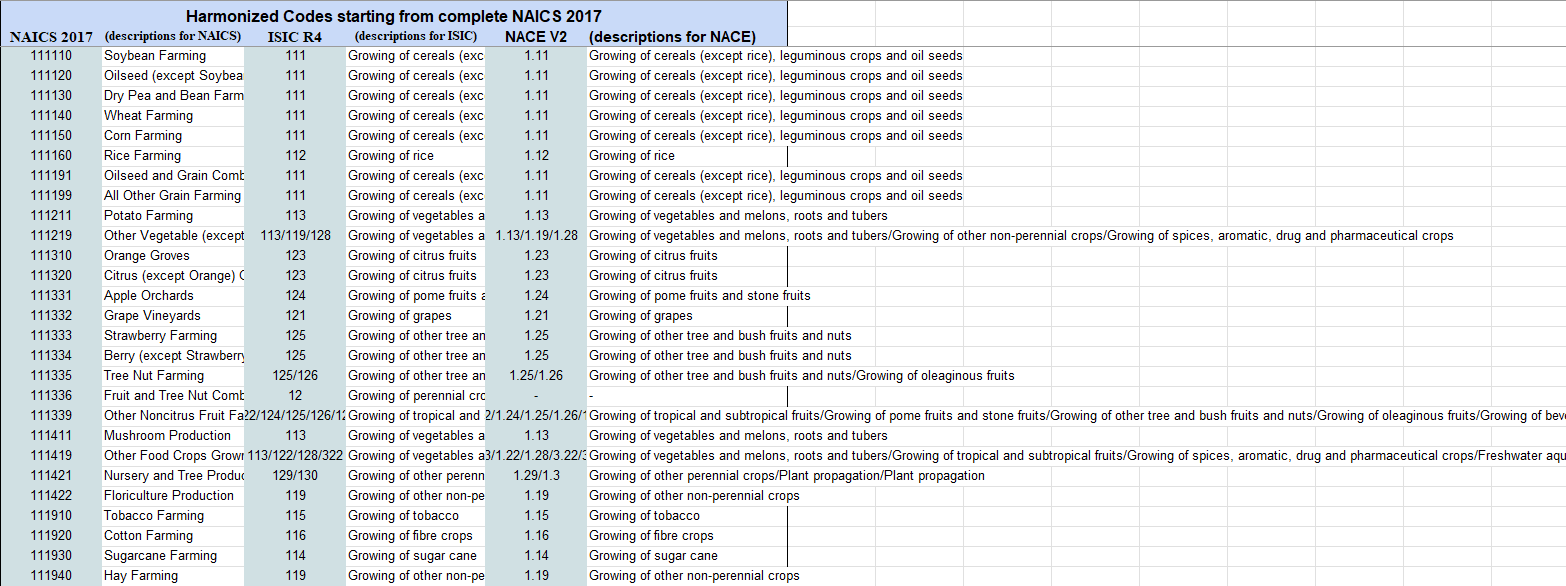 Harmonized Codes starting from complete NAICS 2017
NAICS 2017 (descriptions for NAICS) ISIC R4 (descriptions for ISIC) NACE V2 (descriptions for NACE)
111110 Soybean Farming 111 Growing of cereals (exc 1.11 Growing of cereals (except rice), leguminous crops and oil seeds
111120 Oilseed (except Soybea 111 Growing of cereals (exc 1.11 Growing of cereals (except rice), leguminous crops and oil seeds
111130 Dry Pea and Bean Farm 111 Growing of cereals (exc 1.11 Growing of cereals (except rice), leguminous crops and oil seeds
111140 Wheat Farming 111 Growing of cereals (exc 1.11 Growing of cereals (except rice), leguminous crops and oil seeds
111150 Corn Farming 111 Growing of cereals (exc 1.11 Growing of cereals (except rice), leguminous crops and oil seeds
111160 Rice Farming 112 Growing of rice 1.12 Growing of rice
111191 Oilseed and Grain Comb 111 Growing of cereals (exc 1.11 Growing of cereals (except rice), leguminous crops and oil seeds
111199 All Other Grain Farming 111 Growing of cereals (exc 1.11 Growing of cereals (except rice), leguminous crops and oil seeds
111211 Potato Farming 113 Growing of vegetables a 1.13 Growing of vegetables and melons, roots and tubers
111219 Other Vegetable (except 113/119/128 Growing of vegetables a 1.13/1.19/1.28 Growing of vegetables and melons, roots and tubers/Growing of other non-perennial crops/Growing of spices, aromatic, drug and pharmaceutical crops
111310 Orange Groves 123 Growing of citrus fruits 1.23 Growing of citrus fruits
111320 Citrus (except Orange) 123 Growing of citrus fruits 1.23 Growing of citrus fruits
111331 Apple Orchards 124 Growing of pome fruits a 1.24 Growing of pome fruits and stone fruits
111332 Grape Vineyards 121 Growing of grapes 1.21 Growing of grapes
111333 Strawberry Farming 125 Growing of other tree an 1.25 Growing of other tree and bush fruits and nuts
111334 Berry (except Strawberry 125 Growing of other tree an 1.25 Growing of other tree and bush fruits and nuts
111335 Tree Nut Farming 125/126 Growing of other tree an 1.25/1.26 Growing of other tree and bush fruits and nuts/Growing of oleaginous fruits
111336 Fruit and Tree Nut Comb 12 Growing of perennial cro - -
111339 Other Noncitrus Fruit Fa 22/124/125/126/12 Growing of tropical and 2/1.24/1.25/1.26/ Growing of tropical and subtropical fruits/Growing of pome fruits and stone fruits/Growing of other tree and bush fruits and nuts/Growing of oleaginous fruits/Growing of bev
111411 Mushroom Production 113 Growing of vegetables a 1.13 Growing of vegetables and melons, roots and tubers
111419 Other Food Crops Grown 113/122/128/322 Growing of vegetables a 3/1.22/1.28/3.22/3 Growing of vegetables and melons, roots and tubers/Growing of tropical and subtropical fruits/Growing of spices, aromatic, drug and pharmaceutical crops/Freshwater aqu
111421 Nursery and Tree Produc 129/130 Growing of other perenn 1.29/1.3 Growing of other perennial crops/Plant propagation/Plant propagation
111422 Floriculture Production 119 Growing of other non-pe 1.19 Growing of other non-perennial crops
111910 Tobacco Farming 115 Growing of tobacco 1.15 Growing of tobacco
111920 Cotton Farming 116 Growing of fibre crops 1.16 Growing of fibre crops
111930 Sugarcane Farming 114 Growing of sugar cane 1.14 Growing of sugar cane
111940 Hay Farming 119 Growing of other non-pe 1.19 Growing of other non-perennial crops